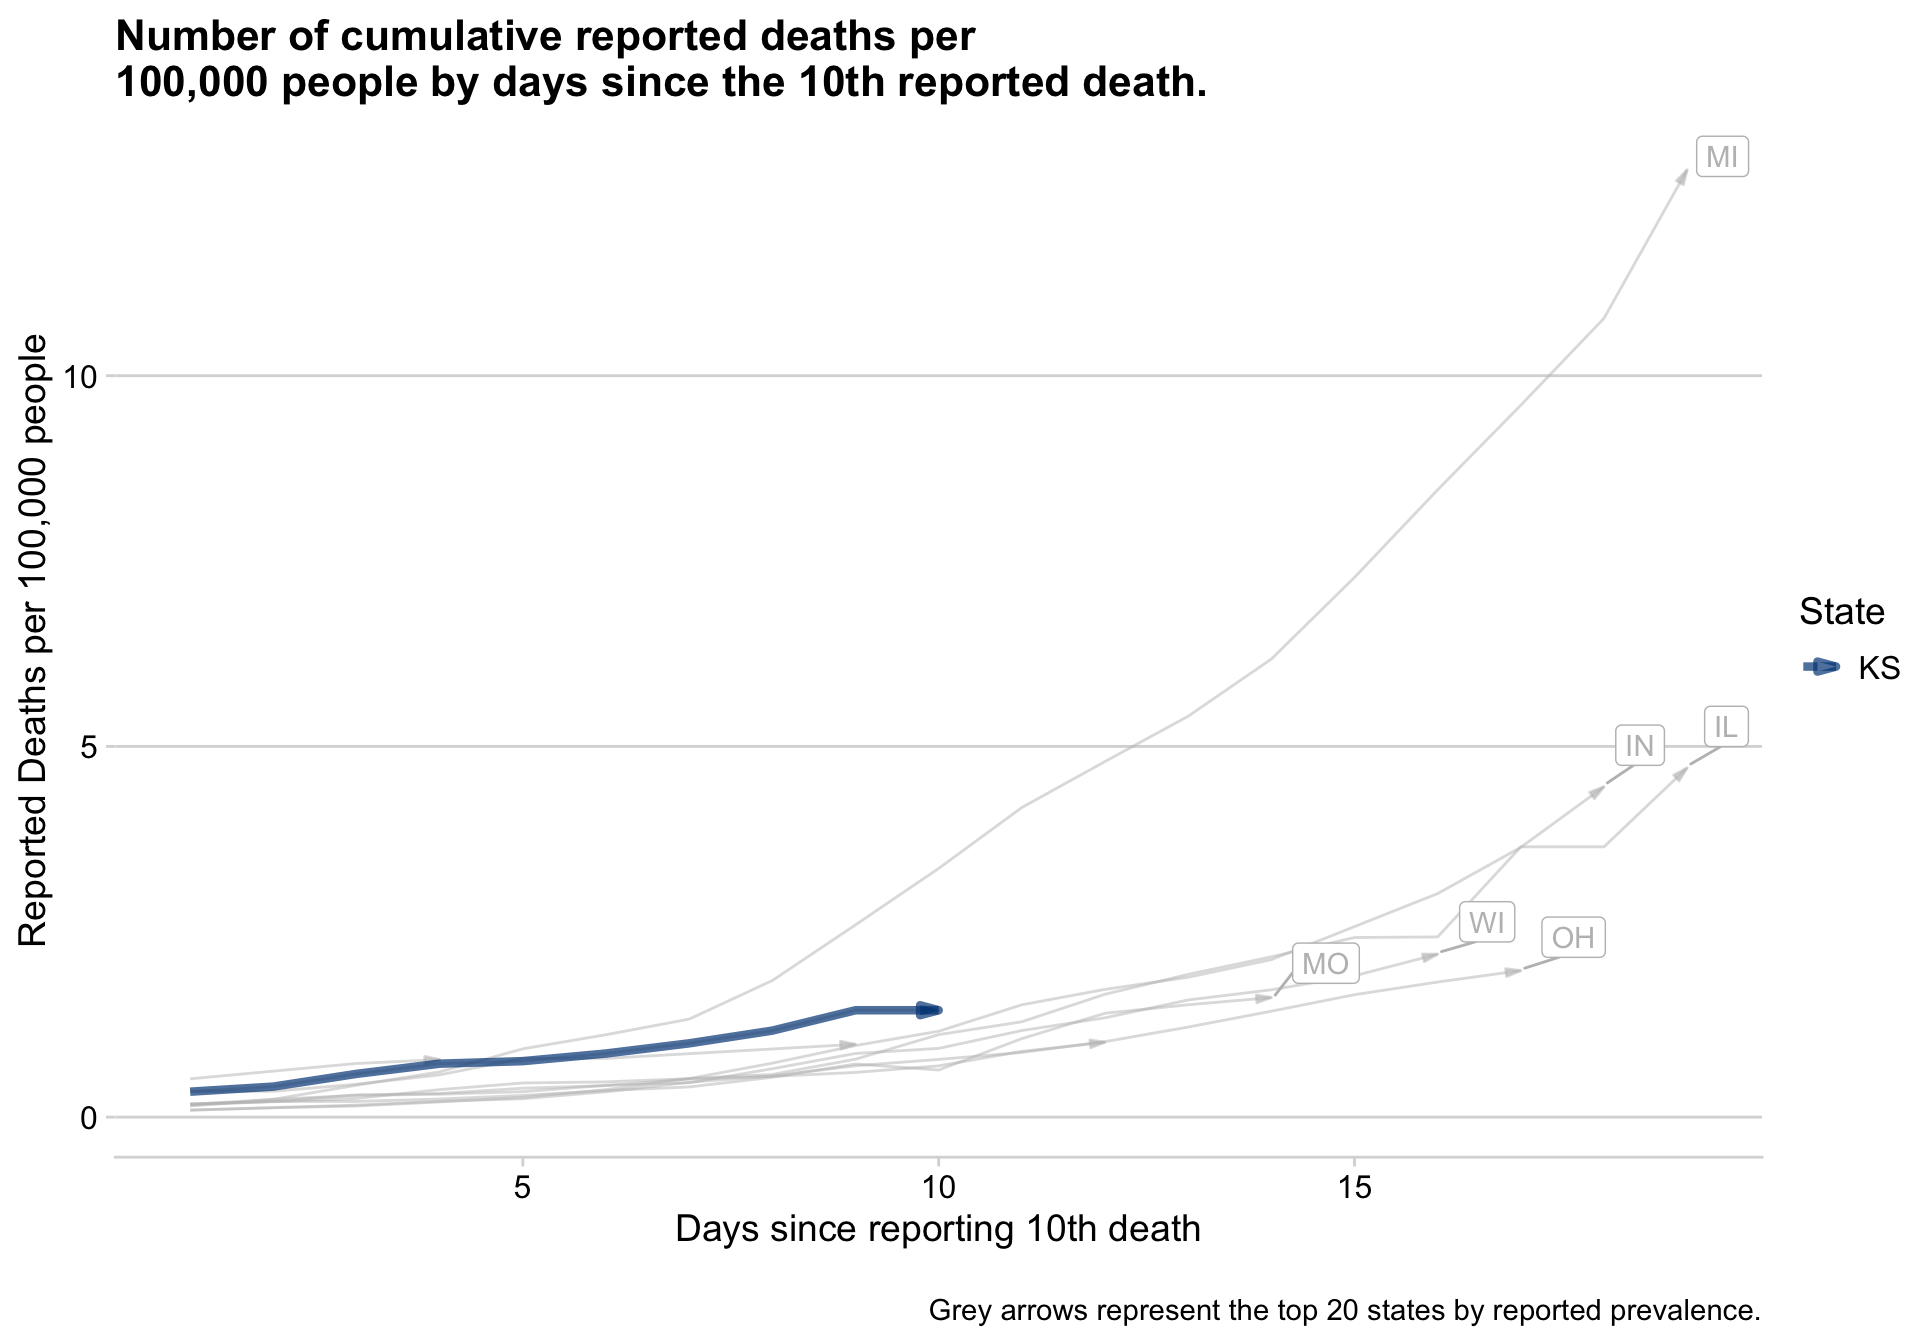 Number of cumulative reported deaths per
100,000 people by days since the 10th reported death.
MI
10
Reported Deaths per 100,000 people
State
KS
IL
IN
5
WI
OH
MO
0
5
10
15
Days since reporting 10th death
Grey arrows represent the top 20 states by reported prevalence.